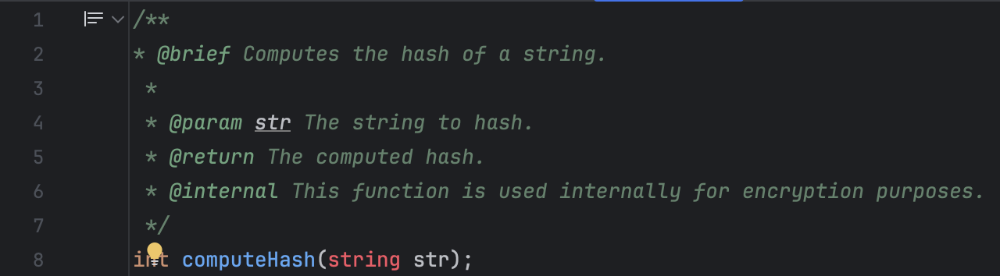 1 /**
2 * @brief Computes the hash of a string.
3  *
4  * @param str The string to hash.
5  * @return The computed hash.
6  * @internal This function is used internally for encryption purposes.
7  */
8 int computeHash(string str);